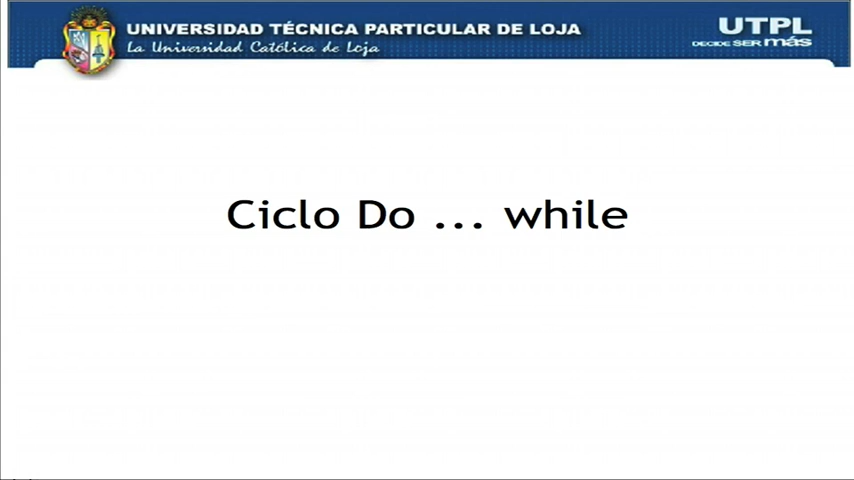 UNIVERSIDAD TÉCNICA PARTICULAR DE LOJA
La Universidad Católica de Loja
UTPL
DECIDE SER más
Ciclo Do ... while